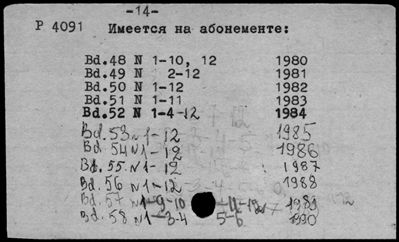 -14-
Р 4091 Имеется на абонементе:
Bd.48 N 1-10, 12 1980
Bd.49 N 2-12 1981
Bd.50 N 1-12 1982
Bd.51 N 1-11 1983
Bd.52 N 1-4-12 1984
Bd. 53 N 1-12 1985
Bd. 54 N 1-12 1986
Bd. 55 N 1-12 1987
Bd. 56 N 1-12 1988
Bd. 57 1-9-10 1989
Bd. 58 N 1-3-4 5-6 1990